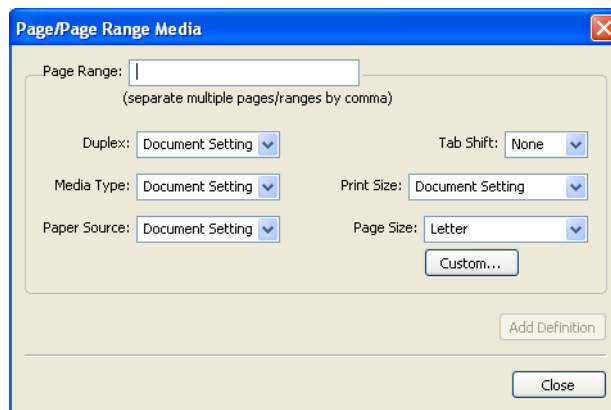 Page/Page Range Media
Page Range:
(separate multiple pages/ranges by comma)
Duplex: Document Setting Tab Shift: None
Media Type: Document Setting Print Size: Document Setting
Paper Source: Document Setting Page Size: Letter
Custom...
Add Definition
Close